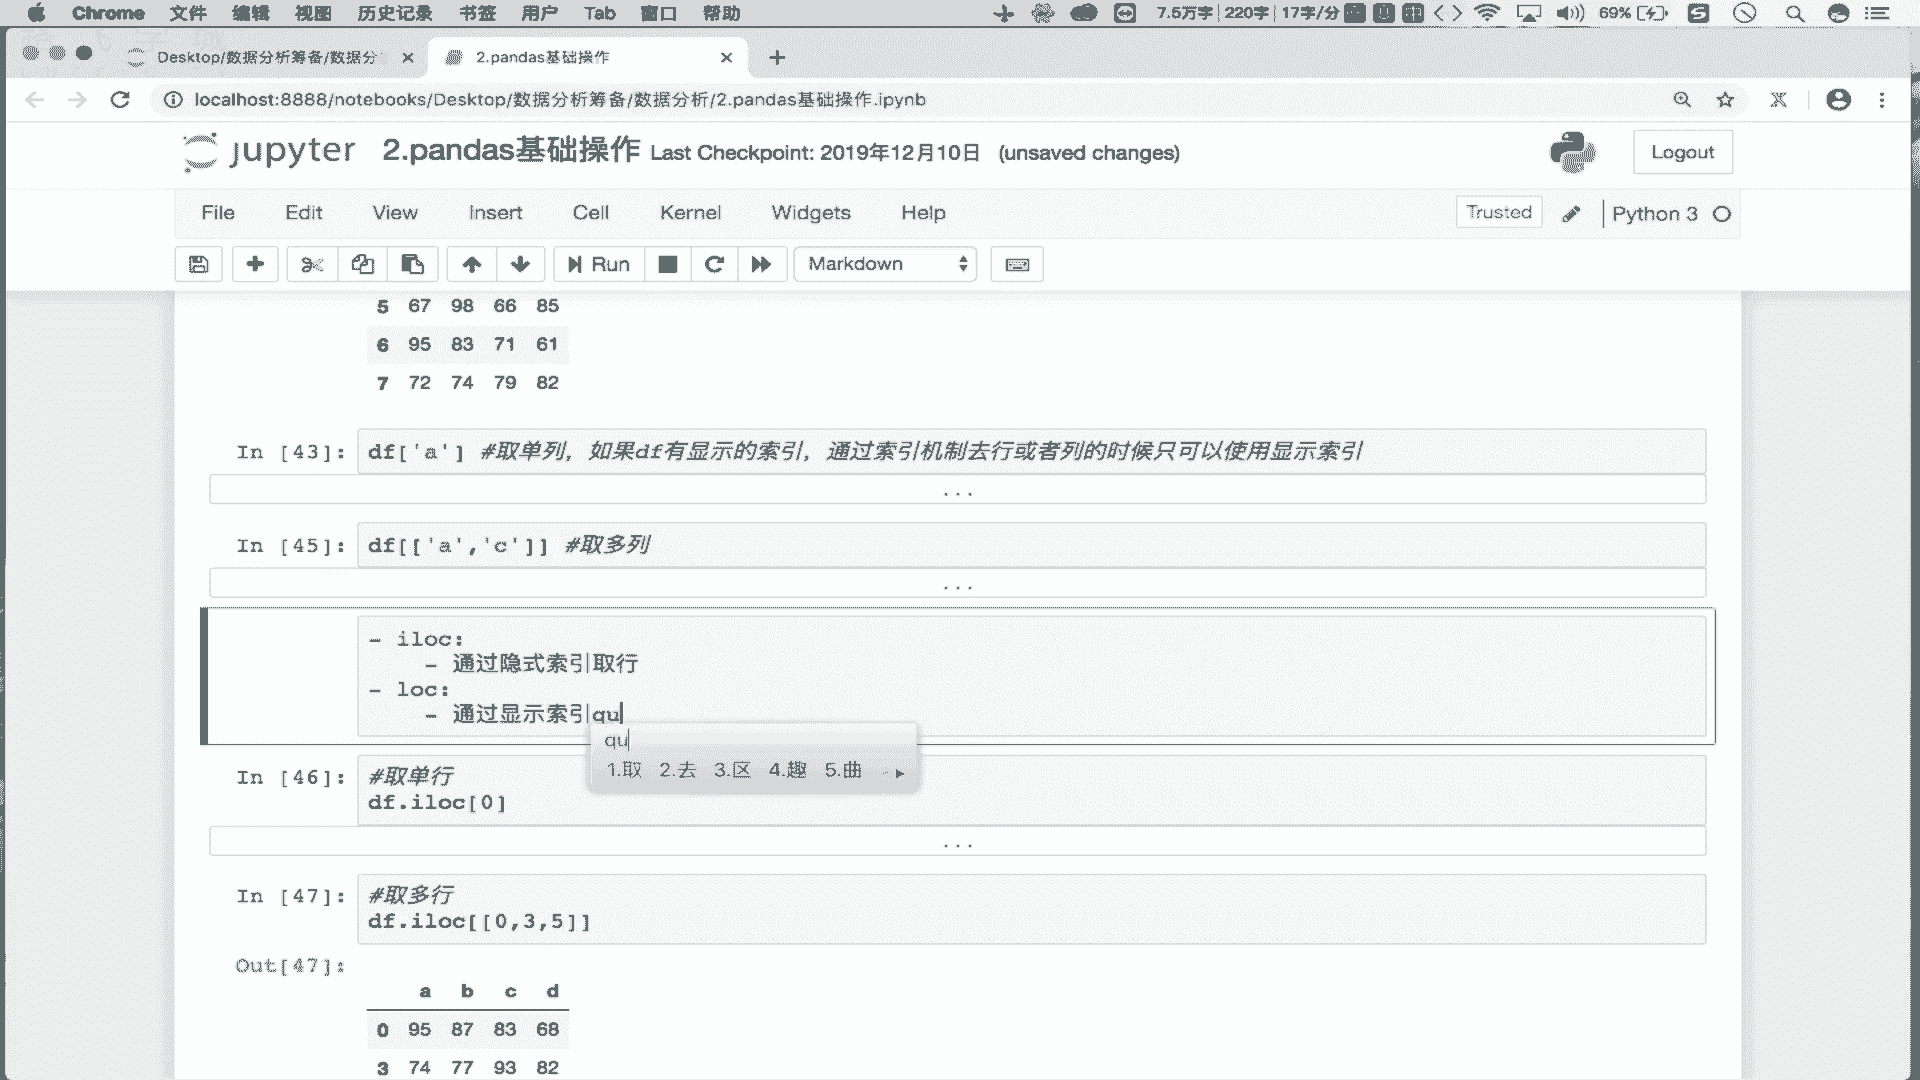 Chrome 文件 编辑 视图 历史记录 书签 用户 Tab 窗口 帮助 7.5万字 220字 17字/分 69%
Desktop/数据分析筹备/数据分 2.pandas基础操作
localhost:8888/notebooks/Desktop/数据分析筹备/数据分析/2.pandas基础操作.ipynb
jupyter 2.pandas基础操作 Last Checkpoint: 2019年12月10日 (unsaved changes) Logout
File Edit View Insert Cell Kernel Widgets Help Trusted Python 3
Run Markdown
5 67 98 66 85
6 95 83 71 61
7 72 74 79 82
In [43]: df['a'] #取单列，如果df有显示的索引，通过索引机制去行或者列的时候只可以使用显示索引
...
In [45]: df[['a','c']] #取多列
...
- iloc:
- 通过隐式索引取行
- loc:
- 通过显示索引qu
qu
1.取 2.去 3.区 4.趣 5.曲
In [46]: #取单行
df.iloc[0]
...
In [47]: #取多行
df.iloc[[0,3,5]]
Out[47]:
a b c d
0 95 87 83 68
3 74 77 93 82